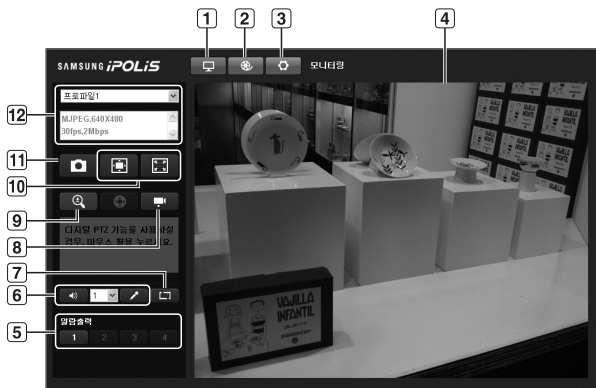 1
2
3
4
SAMSUNG iPOLiS
모니터링
12
프로파일1
MJPEG,640X480
30fps,2Mbps
11
10
9
8
디지털 PTZ 기능을 사용하실
경우, 마우스 휠을 누르세요.
7
6
1
5
알람출력
1 2 3 4
VAJILLA
INFANTIL